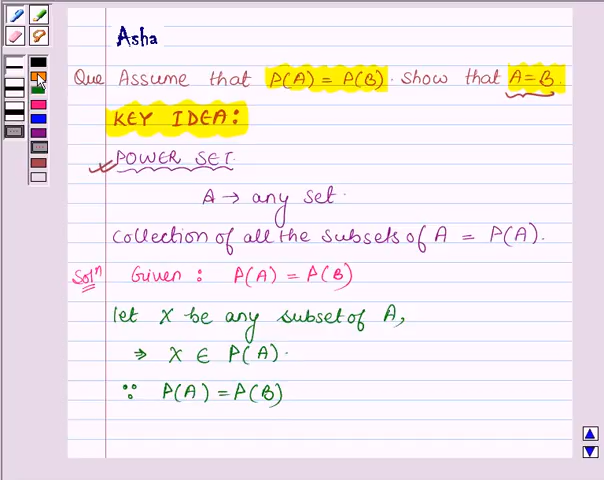 Asha
Que Assume that P(A) = P(B). show that A=B.
KEY IDEA:
POWER SET.
A → any set.
Collection of all the subsets of A = P(A).
Solⁿ Given : P(A) = P(B)
let X be any subset of A,
⇒ X ∈ P(A).
∵ P(A) = P(B)